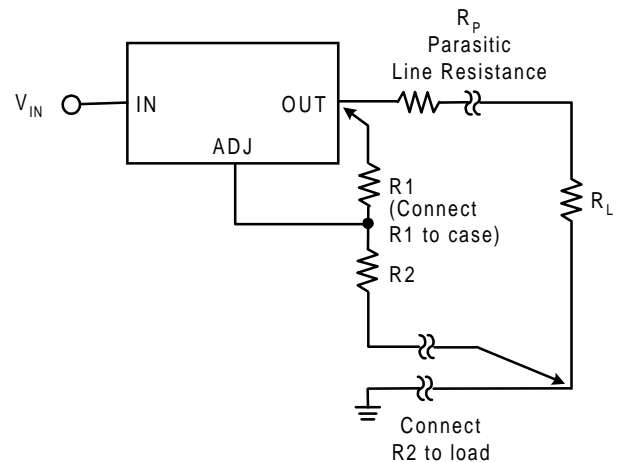 R_P
Parasitic
Line Resistance
V_IN
IN
OUT
ADJ
R1
(Connect
R1 to case)
R_L
R2
Connect
R2 to load